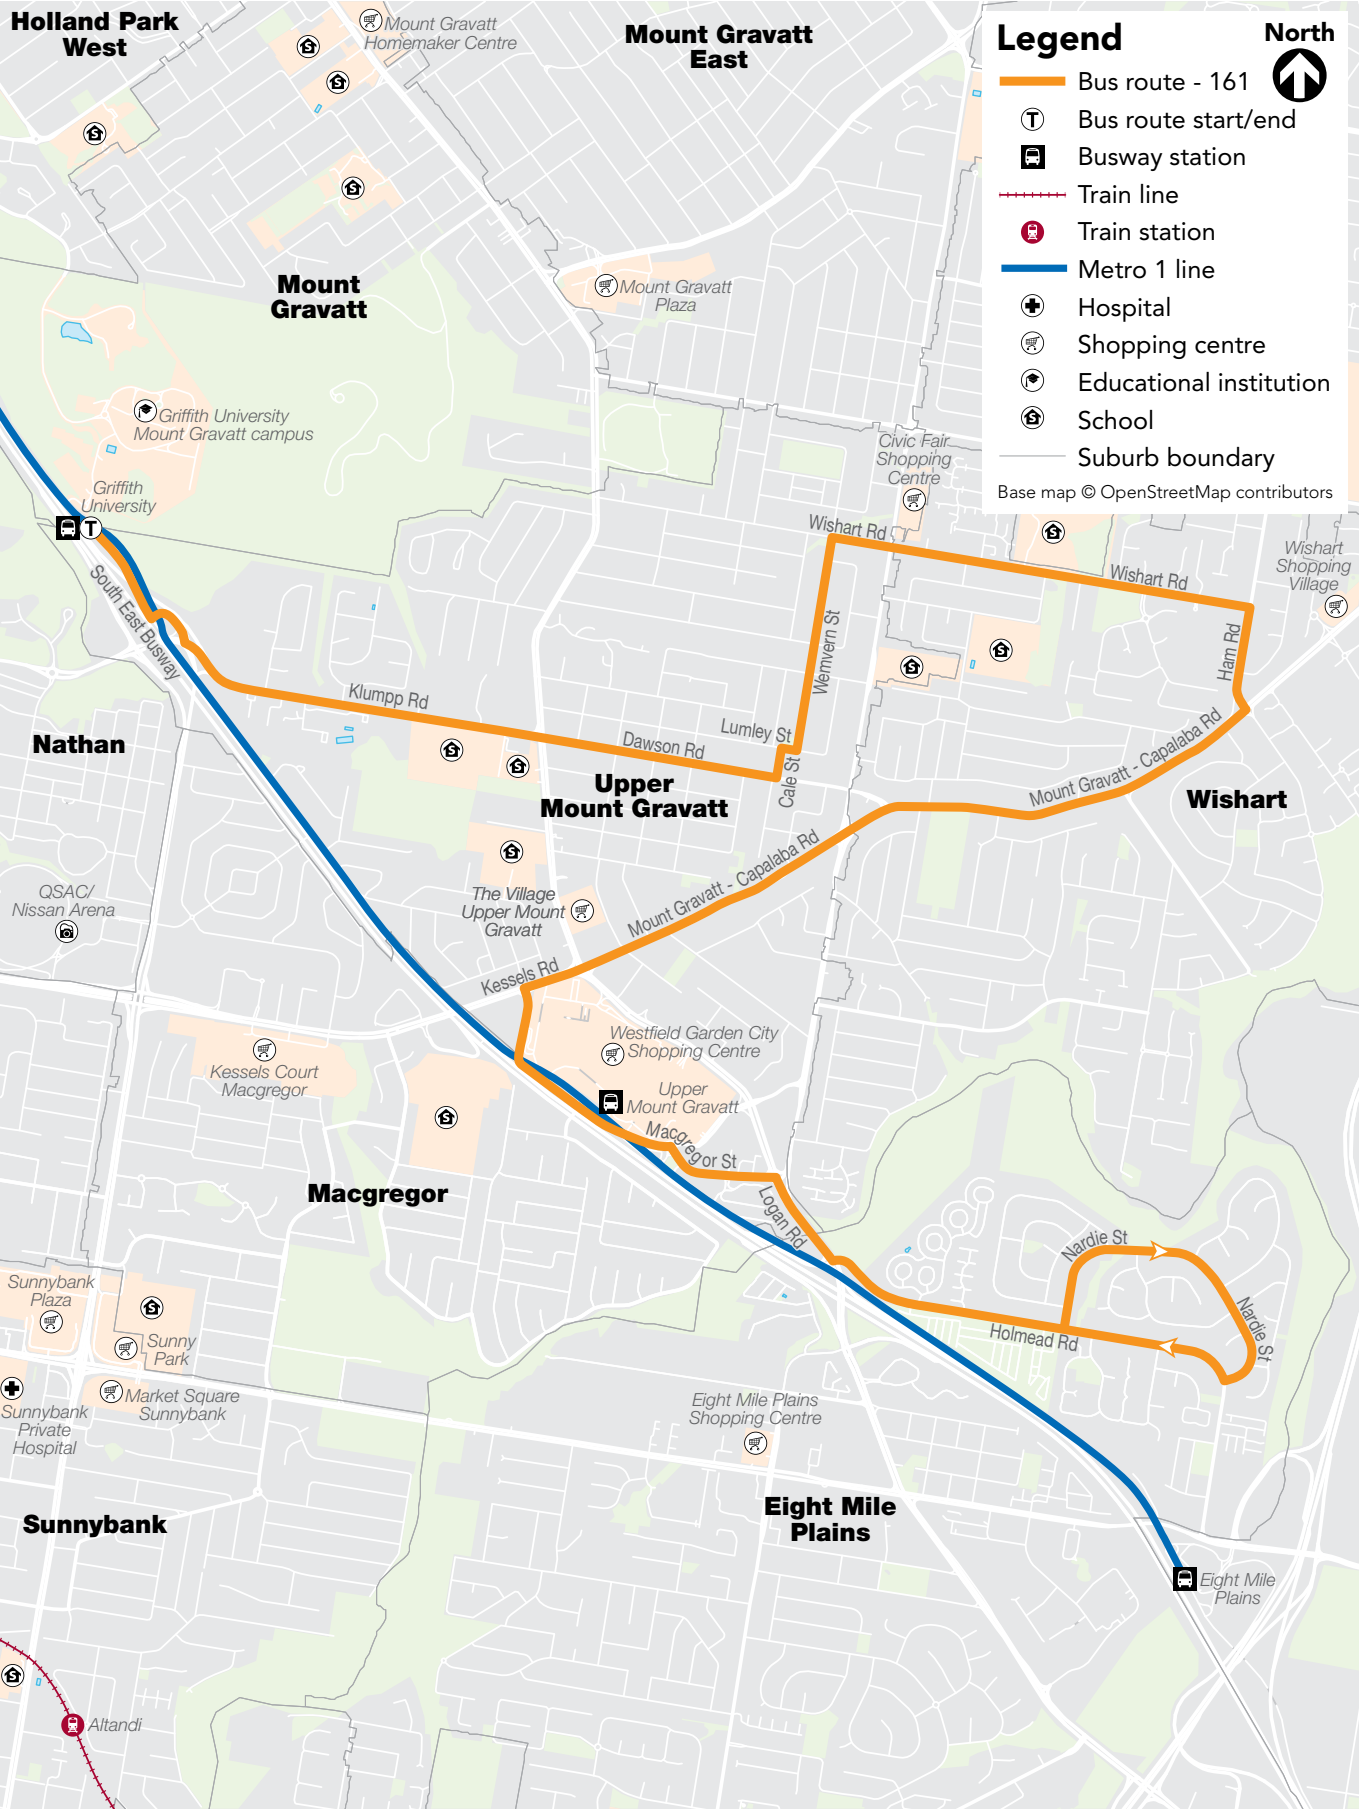 Holland Park
West
Mount Gravatt
Homemaker Centre
Mount Gravatt
East
Legend
North
Bus route - 161
T
Bus route start/end
Busway station
Train line
Train station
Metro 1 line
Hospital
Shopping centre
Educational institution
School
Suburb boundary
Base map © OpenStreetMap contributors
Mount
Gravatt
Mount Gravatt
Plaza
Griffith University
Mount Gravatt campus
Civic Fair
Shopping
Centre
Griffith
University
T
Wishart Rd
Wishart Rd
Wishart
Shopping
Village
South East Busway
Wemvern St
Ham Rd
Klumpp Rd
Lumley St
Dawson Rd
Cale St
Mount Gravatt - Capalaba Rd
Nathan
Upper
Mount Gravatt
Wishart
Mount Gravatt - Capalaba Rd
QSAC/
Nissan Arena
The Village
Upper Mount
Gravatt
Kessels Rd
Westfield Garden City
Shopping Centre
Kessels Court
Macgregor
Upper
Mount Gravatt
Macgregor St
Macgregor
Logan Rd
Nardie St
Nardie St
Holmead Rd
Sunnybank
Plaza
Sunny
Park
Market Square
Sunnybank
Sunnybank
Private
Hospital
Eight Mile Plains
Shopping Centre
Eight Mile
Plains
Sunnybank
Eight Mile
Plains
Altandi